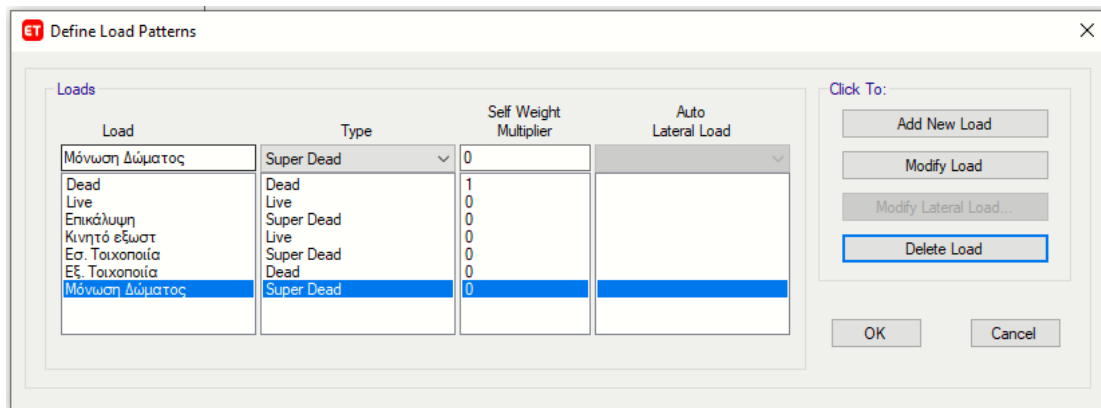 ET Define Load Patterns
Loads
Click To:
Load Type Self Weight Multiplier Auto Lateral Load
Μόνωση Δώματος Super Dead 0
Dead Dead 1
Live Live 0
Επικάλυψη Super Dead 0
Κινητό εξωστ Live 0
Εσ. Τοιχοποιία Super Dead 0
Εξ. Τοιχοποιία Dead 0
Μόνωση Δώματος Super Dead 0
Add New Load
Modify Load
Modify Lateral Load...
Delete Load
OK Cancel